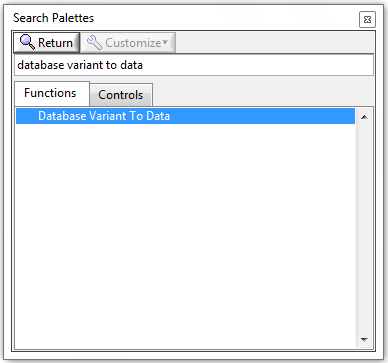 Search Palettes
Return Customize
database variant to data
Functions Controls
Database Variant To Data